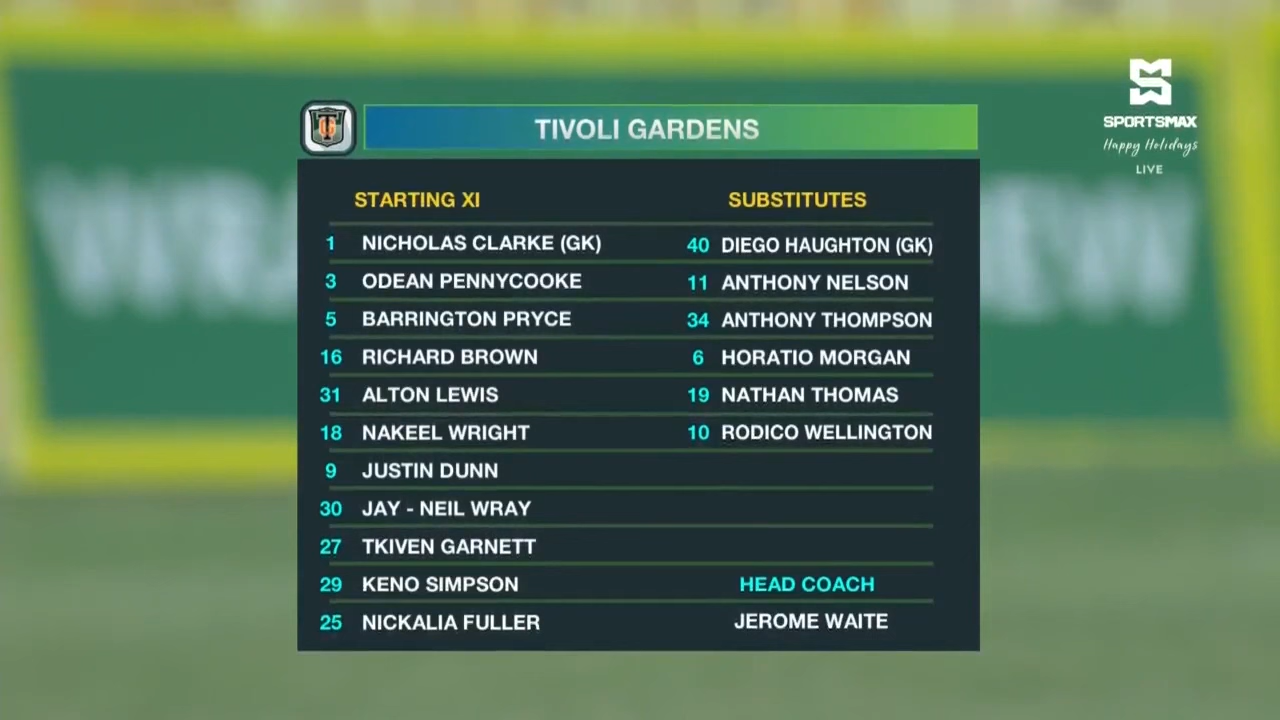 TIVOLI GARDENS
STARTING XI
1 NICHOLAS CLARKE (GK)
3 ODEAN PENNYCOOKE
5 BARRINGTON PRYCE
16 RICHARD BROWN
31 ALTON LEWIS
18 NAKEEL WRIGHT
9 JUSTIN DUNN
30 JAY - NEIL WRAY
27 TKIVEN GARNETT
29 KENO SIMPSON
25 NICKALIA FULLER
SUBSTITUTES
40 DIEGO HAUGHTON (GK)
11 ANTHONY NELSON
34 ANTHONY THOMPSON
6 HORATIO MORGAN
19 NATHAN THOMAS
10 RODICO WELLINGTON
HEAD COACH
JEROME WAITE
SPORTSMAX
Happy Holidays
LIVE